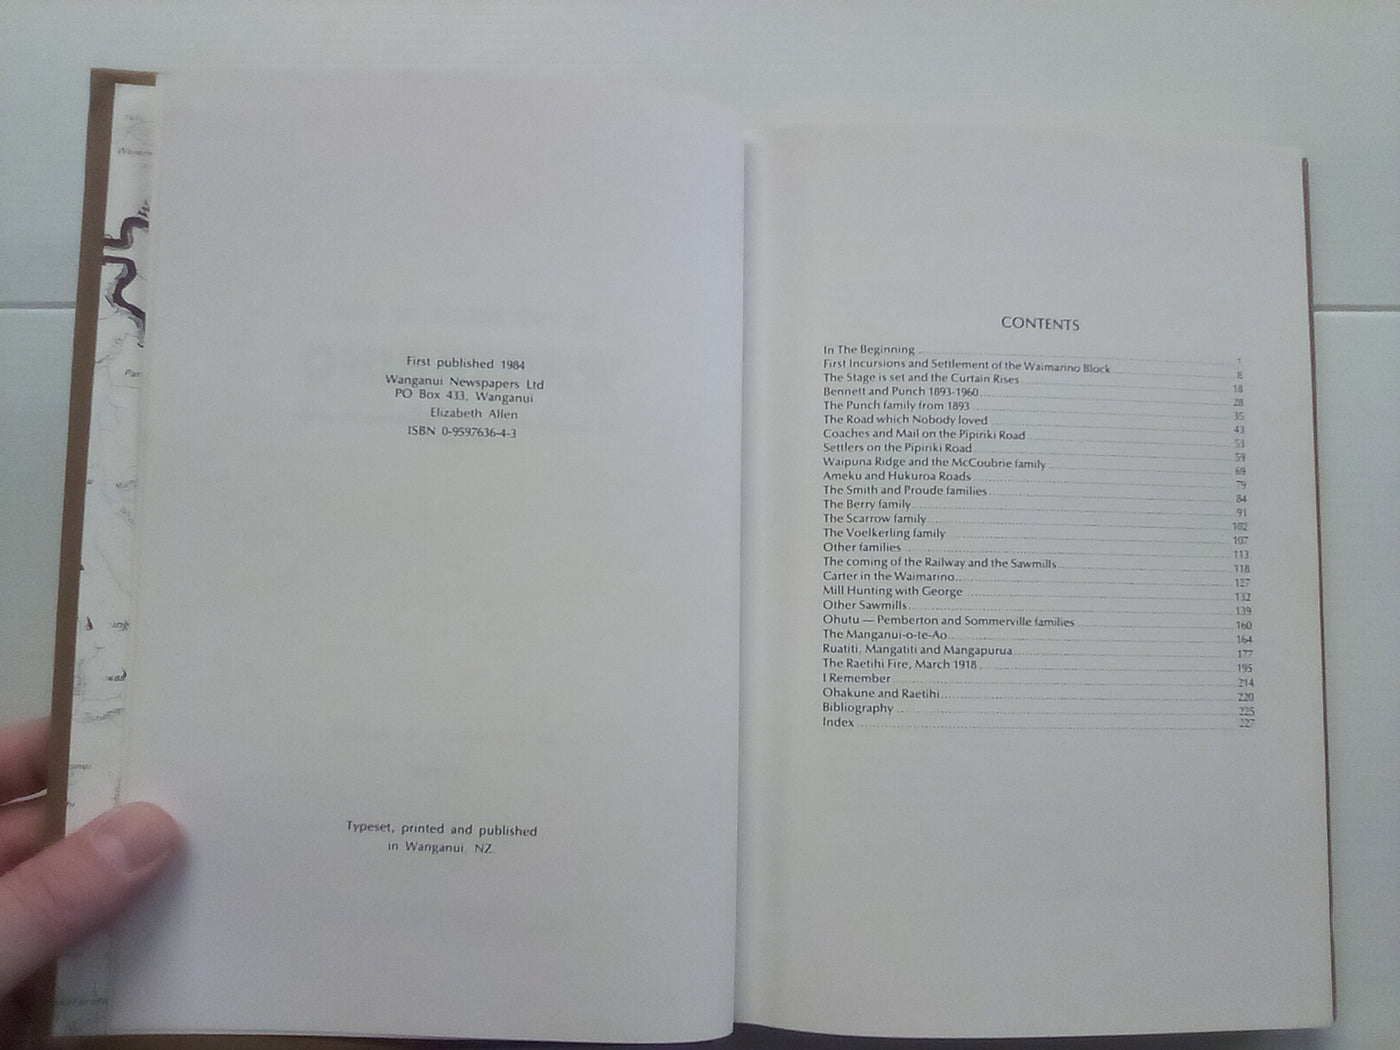 First published 1984
Wanganui Newspapers Ltd
PO Box 433, Wanganui
Elizabeth Allen
ISBN 0-9597636-4-3
Typeset, printed and published
in Wanganui. NZ.
CONTENTS
In The Beginning 1
First Incursions and Settlement of the Waimarino Block 8
The Stage is set and the Curtain Rises 18
Bennett and Punch 1893-1960 28
The Punch family from 1893 35
The Road which Nobody loved 43
Coaches and Mail on the Pipiriki Road 53
Settlers on the Pipiriki Road 59
Waipuna Ridge and the McCoubrie family 69
Ameku and Hukuroa Roads 79
The Smith and Proude families 84
The Berry family 91
The Scarrow family 102
The Voelkerling family 107
Other families 113
The coming of the Railway and the Sawmills 118
Carter in the Waimarino 127
Mill Hunting with George 132
Other Sawmills 139
Ohutu — Pemberton and Sommerville families 160
The Manganui-o-te-Ao 164
Ruatiti, Mangatiti and Mangapurua 177
The Raetihi Fire, March 1918 195
I Remember 214
Ohakune and Raetihi 220
Bibliography 225
Index 227